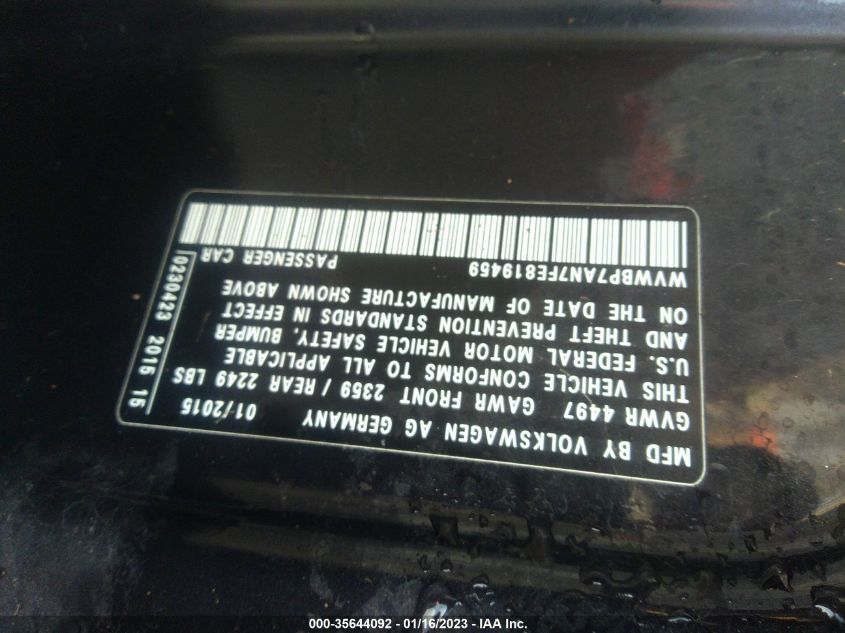 MFD BY VOLKSWAGEN AG GERMANY 01/2015
GVWR 4497 GAWR FRONT 2359 / REAR 2249 LBS
THIS VEHICLE CONFORMS TO ALL APPLICABLE
U.S. FEDERAL MOTOR VEHICLE SAFETY, BUMPER
AND THEFT PREVENTION STANDARDS IN EFFECT
ON THE DATE OF MANUFACTURE SHOWN ABOVE
WVWBP7AN7FE819459 PASSENGER CAR
0230423 2015 15
000-35644092 - 01/16/2023 - IAA Inc.